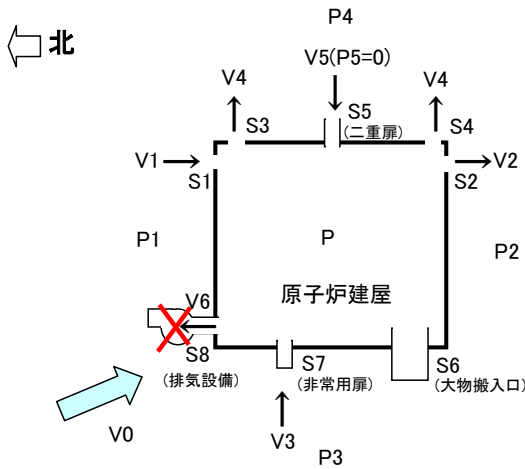 P4
北
V5(P5=0)
V4
V4
S5
(二重扉)
S3
S4
V1
V2
S1
S2
P1
P
P2
原子炉建屋
V6
S8
(排気設備)
S7
(非常用扉)
S6
(大物搬入口)
V0
V3
P3